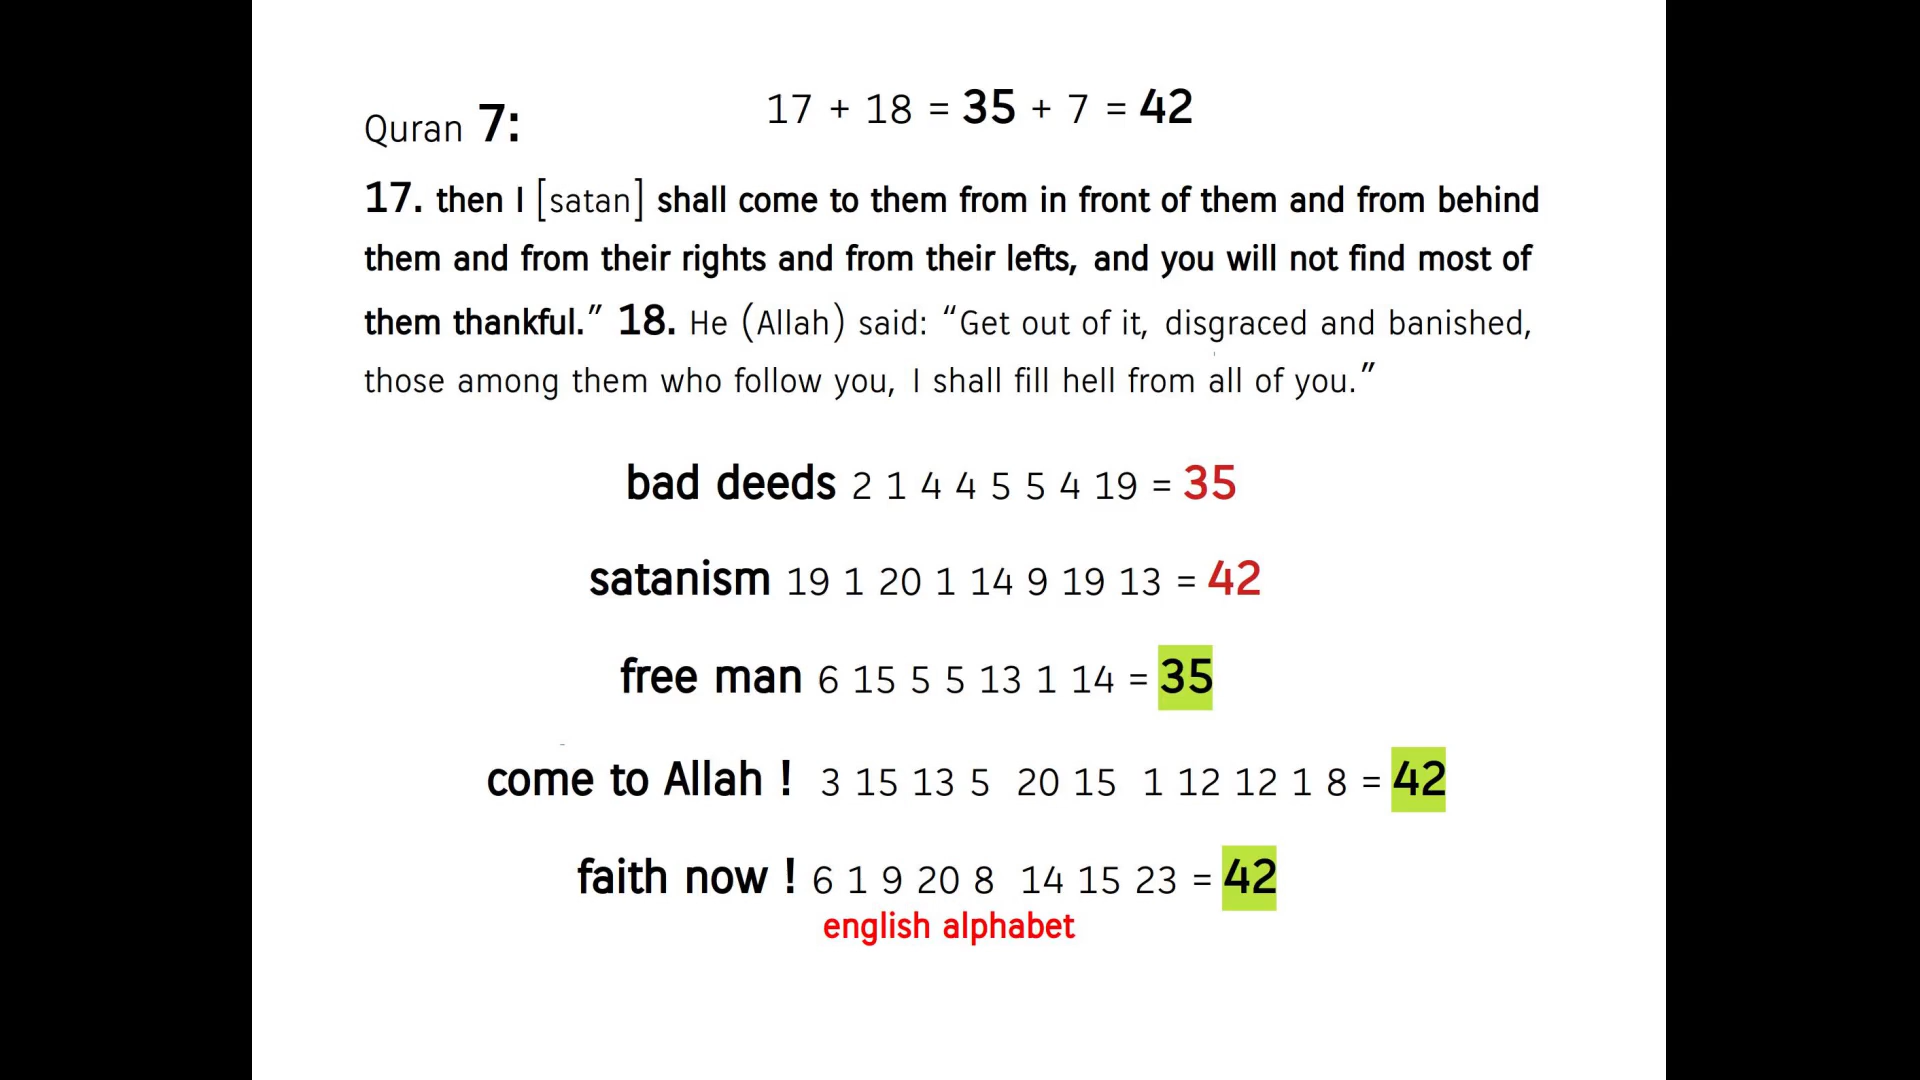 17 + 18 = 35 + 7 = 42
Quran 7:
17. then I [satan] shall come to them from in front of them and from behind
them and from their rights and from their lefts, and you will not find most of
them thankful.” 18. He (Allah) said: “Get out of it, disgraced and banished,
those among them who follow you, I shall fill hell from all of you.”
bad deeds 2 1 4 4 5 5 4 19 = 35
satanism 19 1 20 1 14 9 19 13 = 42
free man 6 15 5 5 13 1 14 = 35
come to Allah ! 3 15 13 5 20 15 1 12 12 1 8 = 42
faith now ! 6 1 9 20 8 14 15 23 = 42
english alphabet